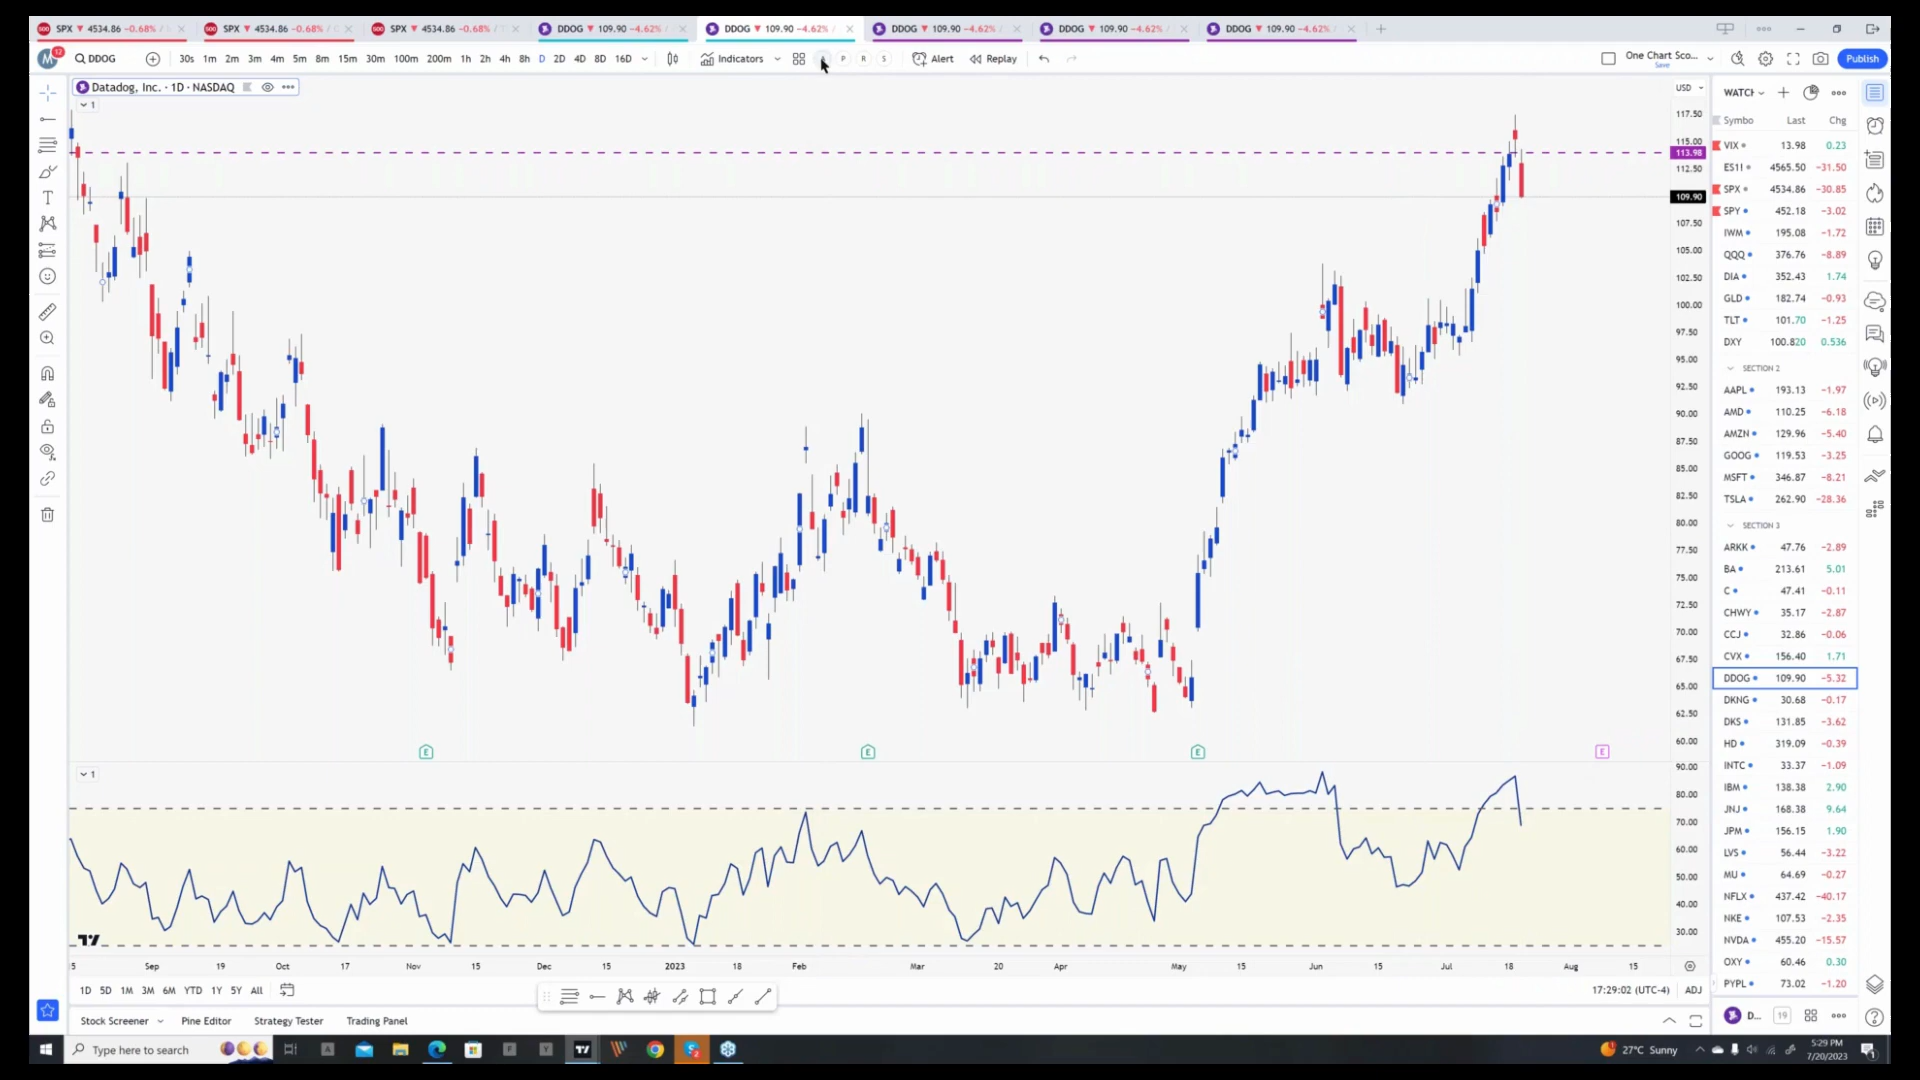 SPX ▼ 4534.86 -0.68%
SPX ▼ 4534.86 -0.68%
SPX ▼ 4534.86 -0.68%
DDOG ▼ 109.90 -4.62%
DDOG ▼ 109.90 -4.62%
DDOG ▼ 109.90 -4.62%
DDOG ▼ 109.90 -4.62%
DDOG ▼ 109.90 -4.62%
M 12
DDOG
30s 1m 2m 3m 4m 5m 8m 15m 30m 100m 200m 1h 2h 4h 8h D 2D 4D 8D 16D
Indicators
P R S
Alert
Replay
One Chart Sco...
Save
Publish
Datadog, Inc. · 1D · NASDAQ
1
USD
117.50
115.00
113.98
112.50
109.90
107.50
105.00
102.50
100.00
97.50
95.00
92.50
90.00
87.50
85.00
82.50
80.00
77.50
75.00
72.50
70.00
67.50
65.00
62.50
60.00
E E E E
1
90.00
80.00
70.00
60.00
50.00
40.00
30.00
5 Sep 19 Oct 17 Nov 15 Dec 15 2023 18 Feb Mar 20 Apr May 15 Jun 15 Jul 18 Aug 15
1D 5D 1M 3M 6M YTD 1Y 5Y All
17:29:02 (UTC-4) ADJ
Stock Screener Pine Editor Strategy Tester Trading Panel
WATCH
Symbo Last Chg
VIX 13.98 0.23
ES1! 4565.50 -31.50
SPX 4534.86 -30.85
SPY 452.18 -3.02
IWM 195.08 -1.72
QQQ 376.76 -8.89
DIA 352.43 1.74
GLD 182.74 -0.93
TLT 101.70 -1.25
DXY 100.820 0.536
SECTION 2
AAPL 193.13 -1.97
AMD 110.25 -6.18
AMZN 129.96 -5.40
GOOG 119.53 -3.25
MSFT 346.87 -8.21
TSLA 262.90 -28.36
SECTION 3
ARKK 47.76 -2.89
BA 213.61 5.01
C 47.41 -0.11
CHWY 35.17 -2.87
CCJ 32.86 -0.06
CVX 156.40 1.71
DDOG 109.90 -5.32
DKNG 30.68 -0.17
DKS 131.85 -3.62
HD 319.09 -0.39
INTC 33.37 -1.09
IBM 138.38 2.90
JNJ 168.38 9.64
JPM 156.15 1.90
LVS 56.44 -3.22
MU 64.69 -0.27
NFLX 437.42 -40.17
NKE 107.53 -2.35
NVDA 455.20 -15.57
OXY 60.46 0.30
PYPL 73.02 -1.20
D... 19
Type here to search
27°C Sunny
5:29 PM
7/20/2023